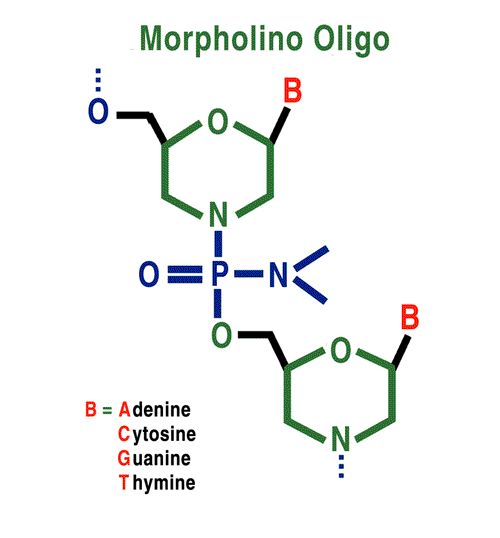 Morpholino Oligo
B
O
O
N
O
P
N
B
O
O
N
B = Adenine
Cytosine
Guanine
Thymine